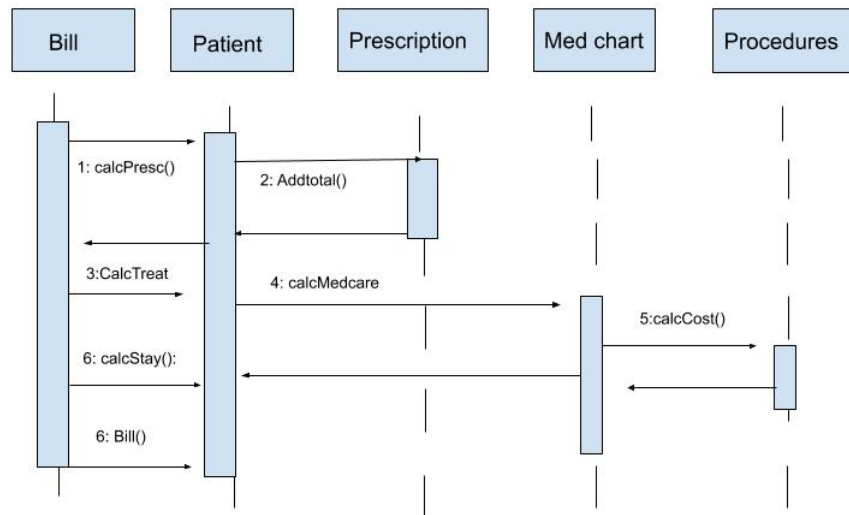 Bill
Patient
Prescription
Med chart
Procedures
1: calcPresc()
2: Addtotal()
3:CalcTreat
4: calcMedcare
5:calcCost()
6: calcStay():
6: Bill()